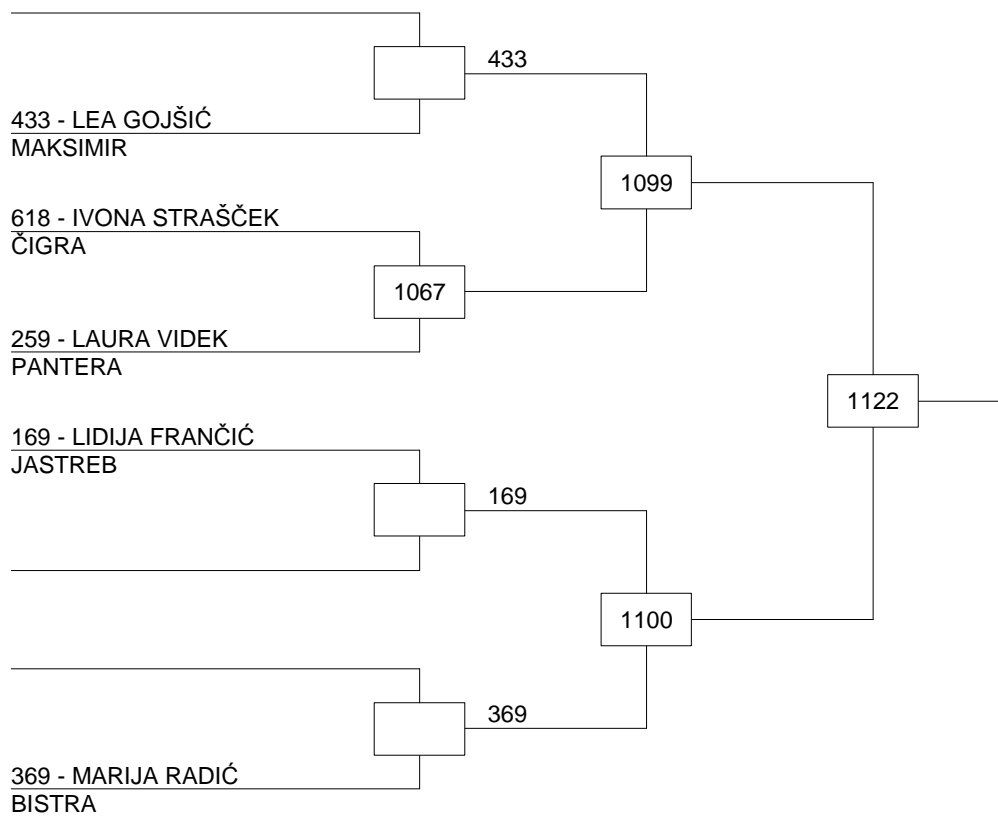 433
433 - LEA GOJŠIĆ
MAKSIMIR
1099
618 - IVONA STRAŠČEK
ČIGRA
1067
259 - LAURA VIDEK
PANTERA
1122
169 - LIDIJA FRANČIĆ
JASTREB
169
1100
369
369 - MARIJA RADIĆ
BISTRA